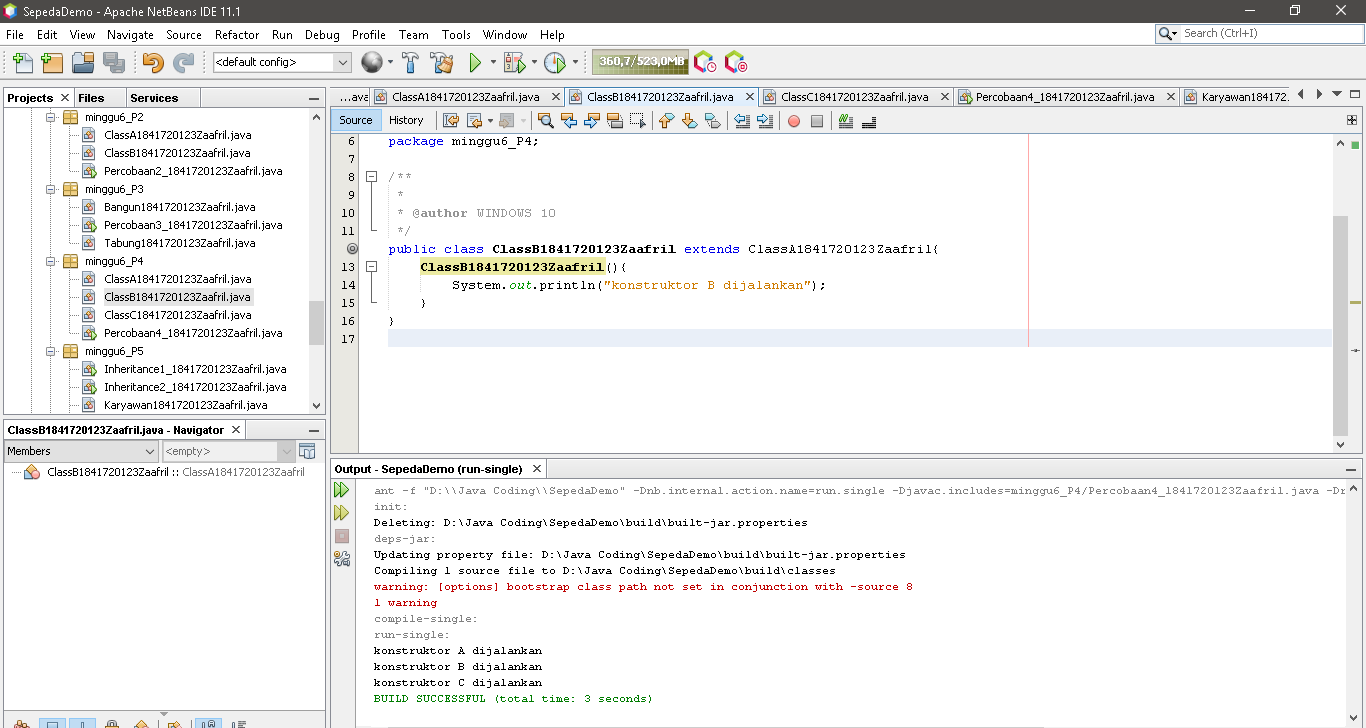 SepedaDemo - Apache NetBeans IDE 11.1
File Edit View Navigate Source Refactor Run Debug Profile Team Tools Window Help
Search (Ctrl+I)
<default config>
360,7/523,0MB
Projects Files Services
minggu6_P2
ClassA1841720123Zaafril.java
ClassB1841720123Zaafril.java
Percobaan2_1841720123Zaafril.java
minggu6_P3
Bangun1841720123Zaafril.java
Percobaan3_1841720123Zaafril.java
Tabung1841720123Zaafril.java
minggu6_P4
ClassA1841720123Zaafril.java
ClassB1841720123Zaafril.java
ClassC1841720123Zaafril.java
Percobaan4_1841720123Zaafril.java
minggu6_P5
Inheritance1_1841720123Zaafril.java
Inheritance2_1841720123Zaafril.java
Karyawan1841720123Zaafril.java
ClassB1841720123Zaafril.java - Navigator
Members <empty>
ClassB1841720123Zaafril :: ClassA1841720123Zaafril
...ava ClassA1841720123Zaafril.java ClassB1841720123Zaafril.java ClassC1841720123Zaafril.java Percobaan4_1841720123Zaafril.java Karyawan184172.
Source History
6 package minggu6_P4;
7
8 /**
9 *
10 * @author WINDOWS 10
11 */
public class ClassB1841720123Zaafril extends ClassA1841720123Zaafril{
13 ClassB1841720123Zaafril(){
14 System.out.println("konstruktor B dijalankan");
15 }
16 }
17
Output - SepedaDemo (run-single)
ant -f "D:\\Java Coding\\SepedaDemo" -Dnb.internal.action.name=run.single -Djavac.includes=minggu6_P4/Percobaan4_1841720123Zaafril.java -Dr
init:
Deleting: D:\Java Coding\SepedaDemo\build\built-jar.properties
deps-jar:
Updating property file: D:\Java Coding\SepedaDemo\build\built-jar.properties
Compiling 1 source file to D:\Java Coding\SepedaDemo\build\classes
warning: [options] bootstrap class path not set in conjunction with -source 8
1 warning
compile-single:
run-single:
konstruktor A dijalankan
konstruktor B dijalankan
konstruktor C dijalankan
BUILD SUCCESSFUL (total time: 3 seconds)